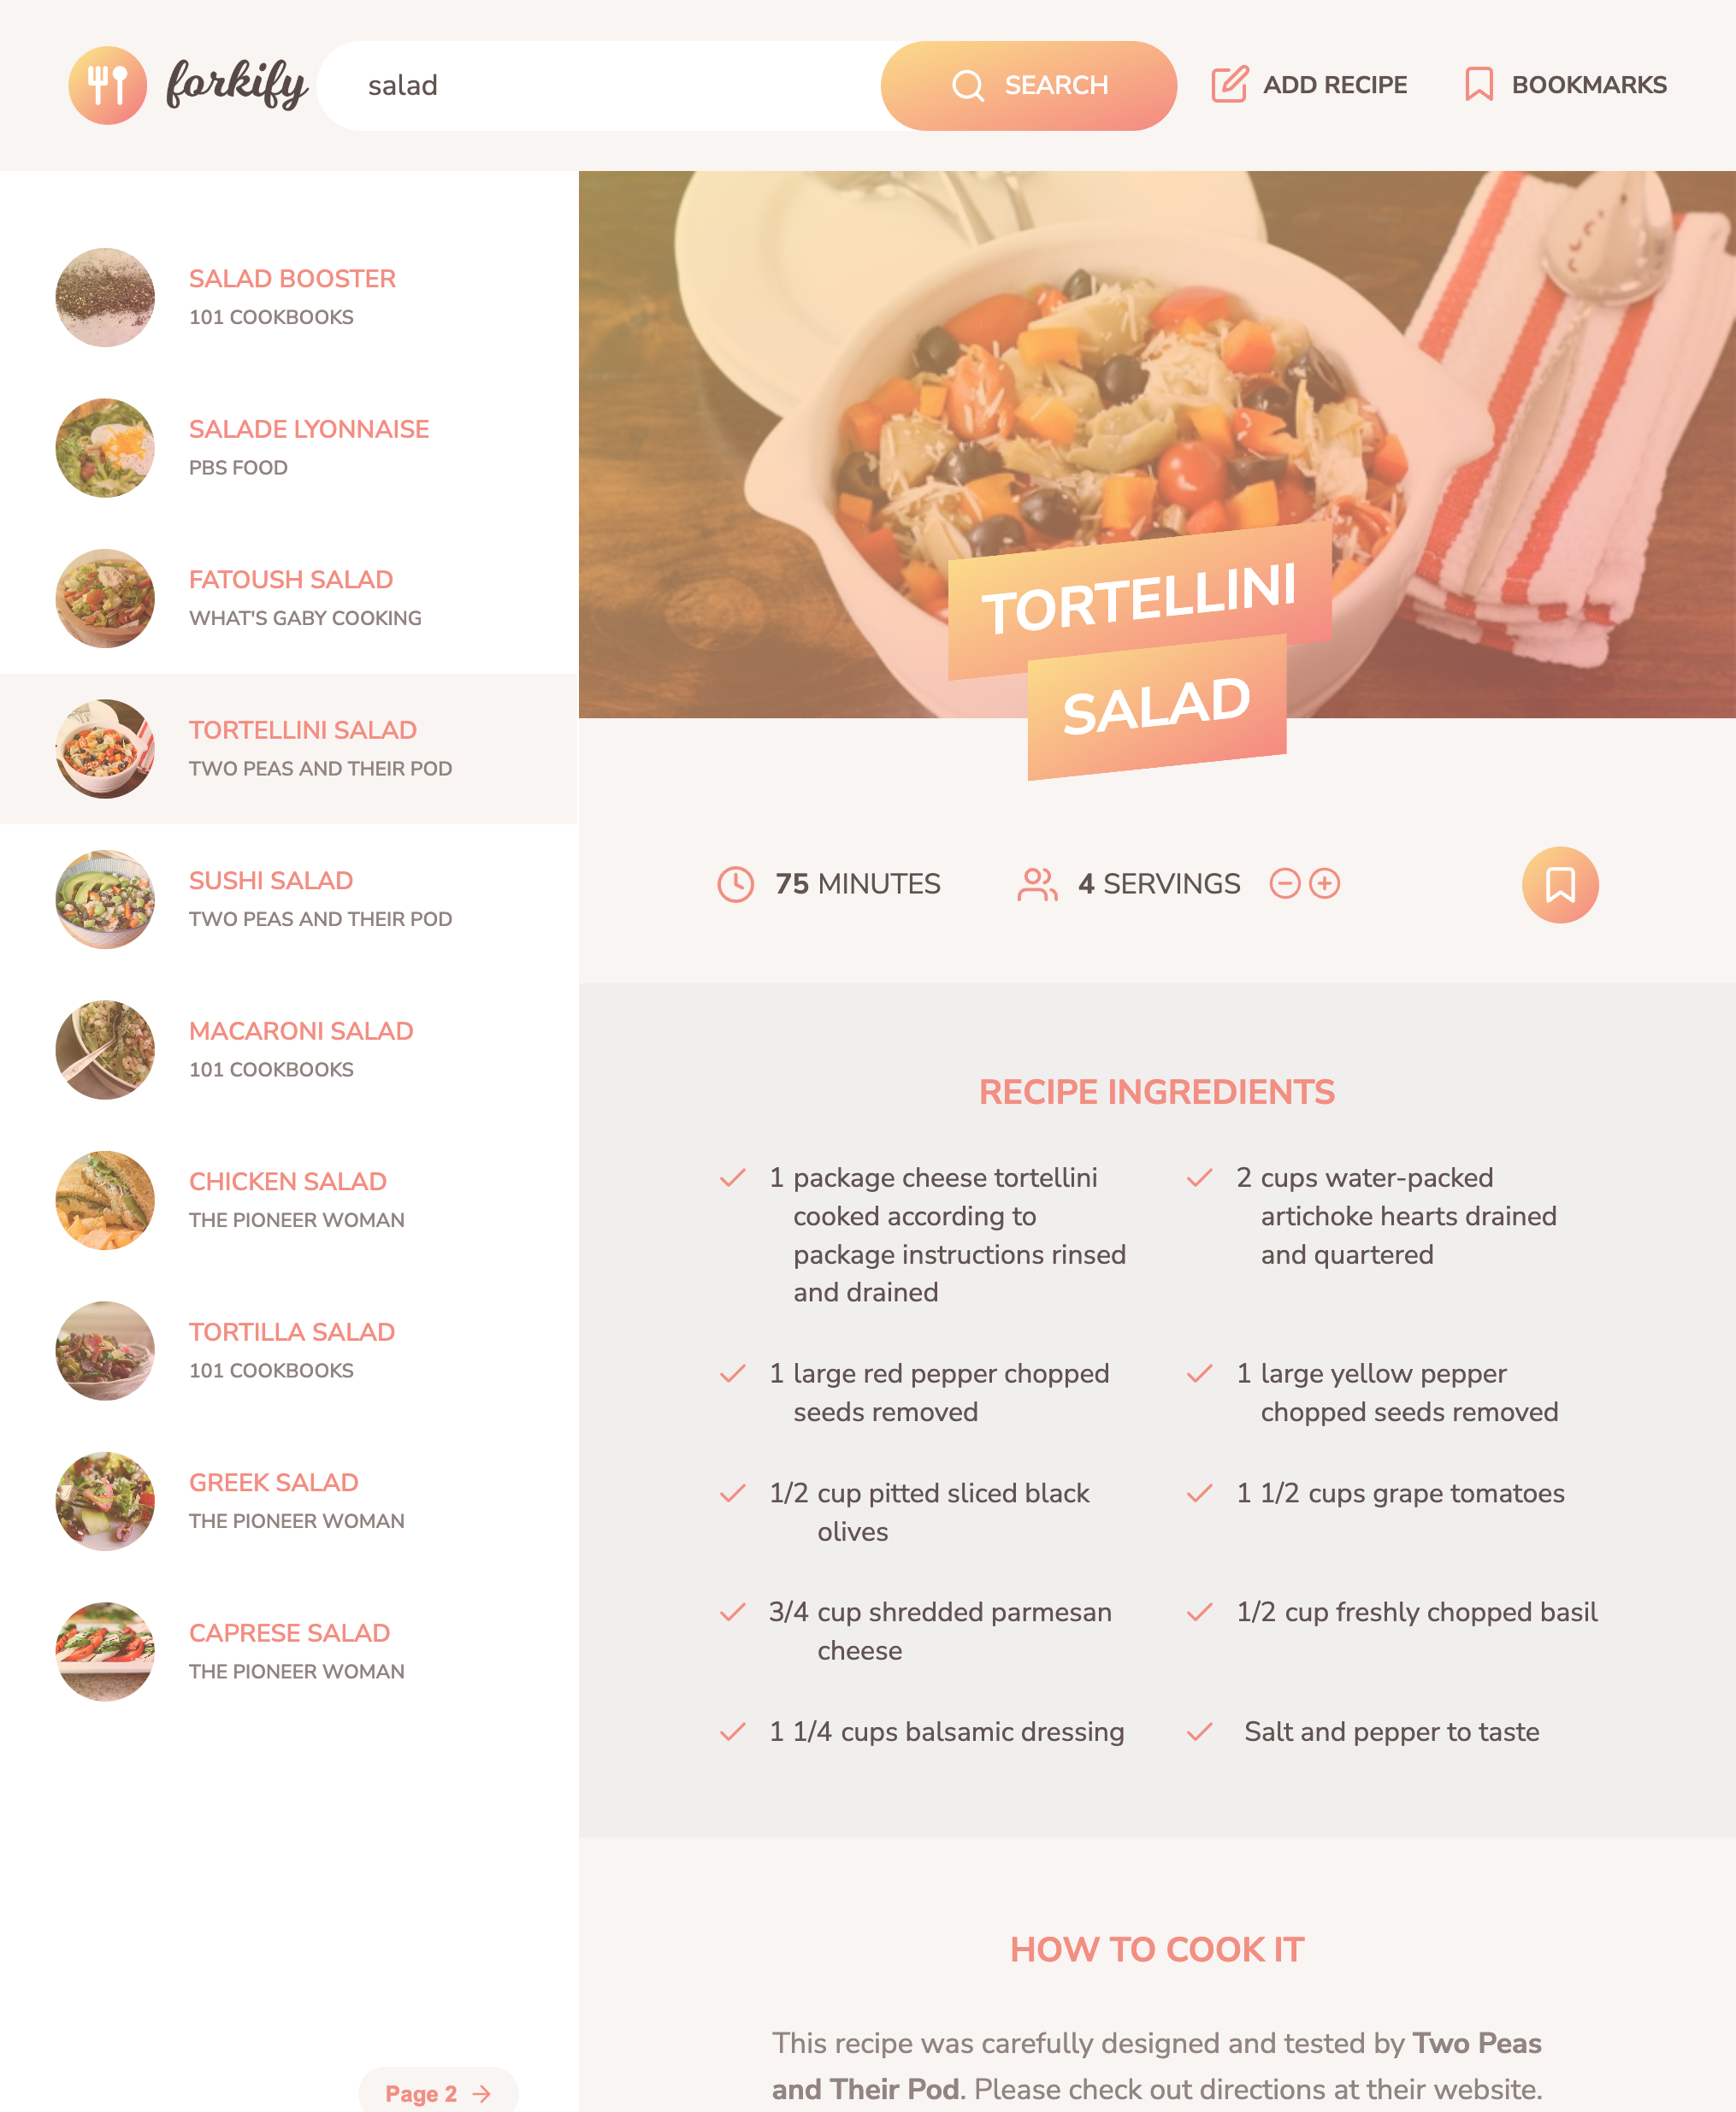 forkify
salad
SEARCH
ADD RECIPE
BOOKMARKS
SALAD BOOSTER
101 COOKBOOKS
SALADE LYONNAISE
PBS FOOD
FATOUSH SALAD
WHAT'S GABY COOKING
TORTELLINI SALAD
TWO PEAS AND THEIR POD
SUSHI SALAD
TWO PEAS AND THEIR POD
MACARONI SALAD
101 COOKBOOKS
CHICKEN SALAD
THE PIONEER WOMAN
TORTILLA SALAD
101 COOKBOOKS
GREEK SALAD
THE PIONEER WOMAN
CAPRESE SALAD
THE PIONEER WOMAN
Page 2
TORTELLINI
SALAD
75 MINUTES
4 SERVINGS
RECIPE INGREDIENTS
1 package cheese tortellini
cooked according to
package instructions rinsed
and drained
2 cups water-packed
artichoke hearts drained
and quartered
1 large red pepper chopped
seeds removed
1 large yellow pepper
chopped seeds removed
1/2 cup pitted sliced black
olives
1 1/2 cups grape tomatoes
3/4 cup shredded parmesan
cheese
1/2 cup freshly chopped basil
1 1/4 cups balsamic dressing
Salt and pepper to taste
HOW TO COOK IT
This recipe was carefully designed and tested by Two Peas
and Their Pod. Please check out directions at their website.